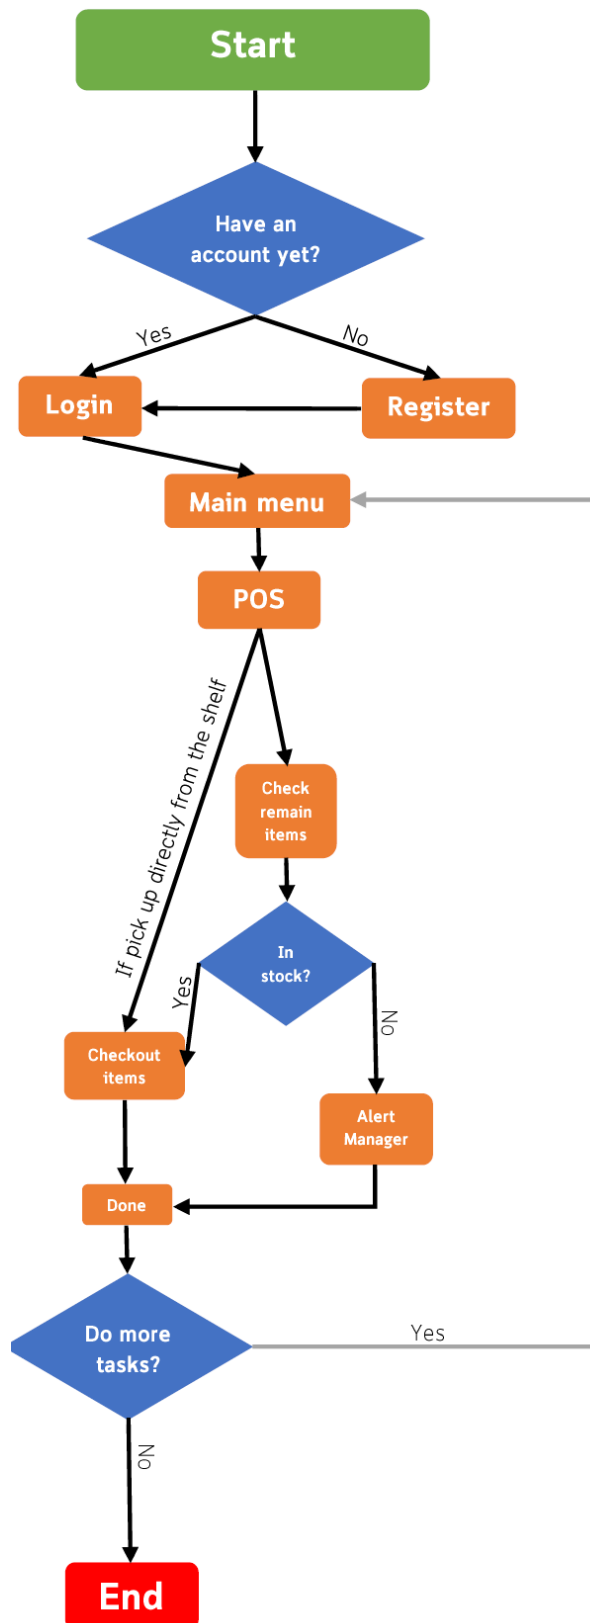 Start
Have an
account yet?
Yes
No
Login
Register
Main menu
POS
If pick up directly from the shelf
Check
remain
items
In
stock?
Yes
No
Checkout
items
Alert
Manager
Done
Do more
tasks?
Yes
No
End